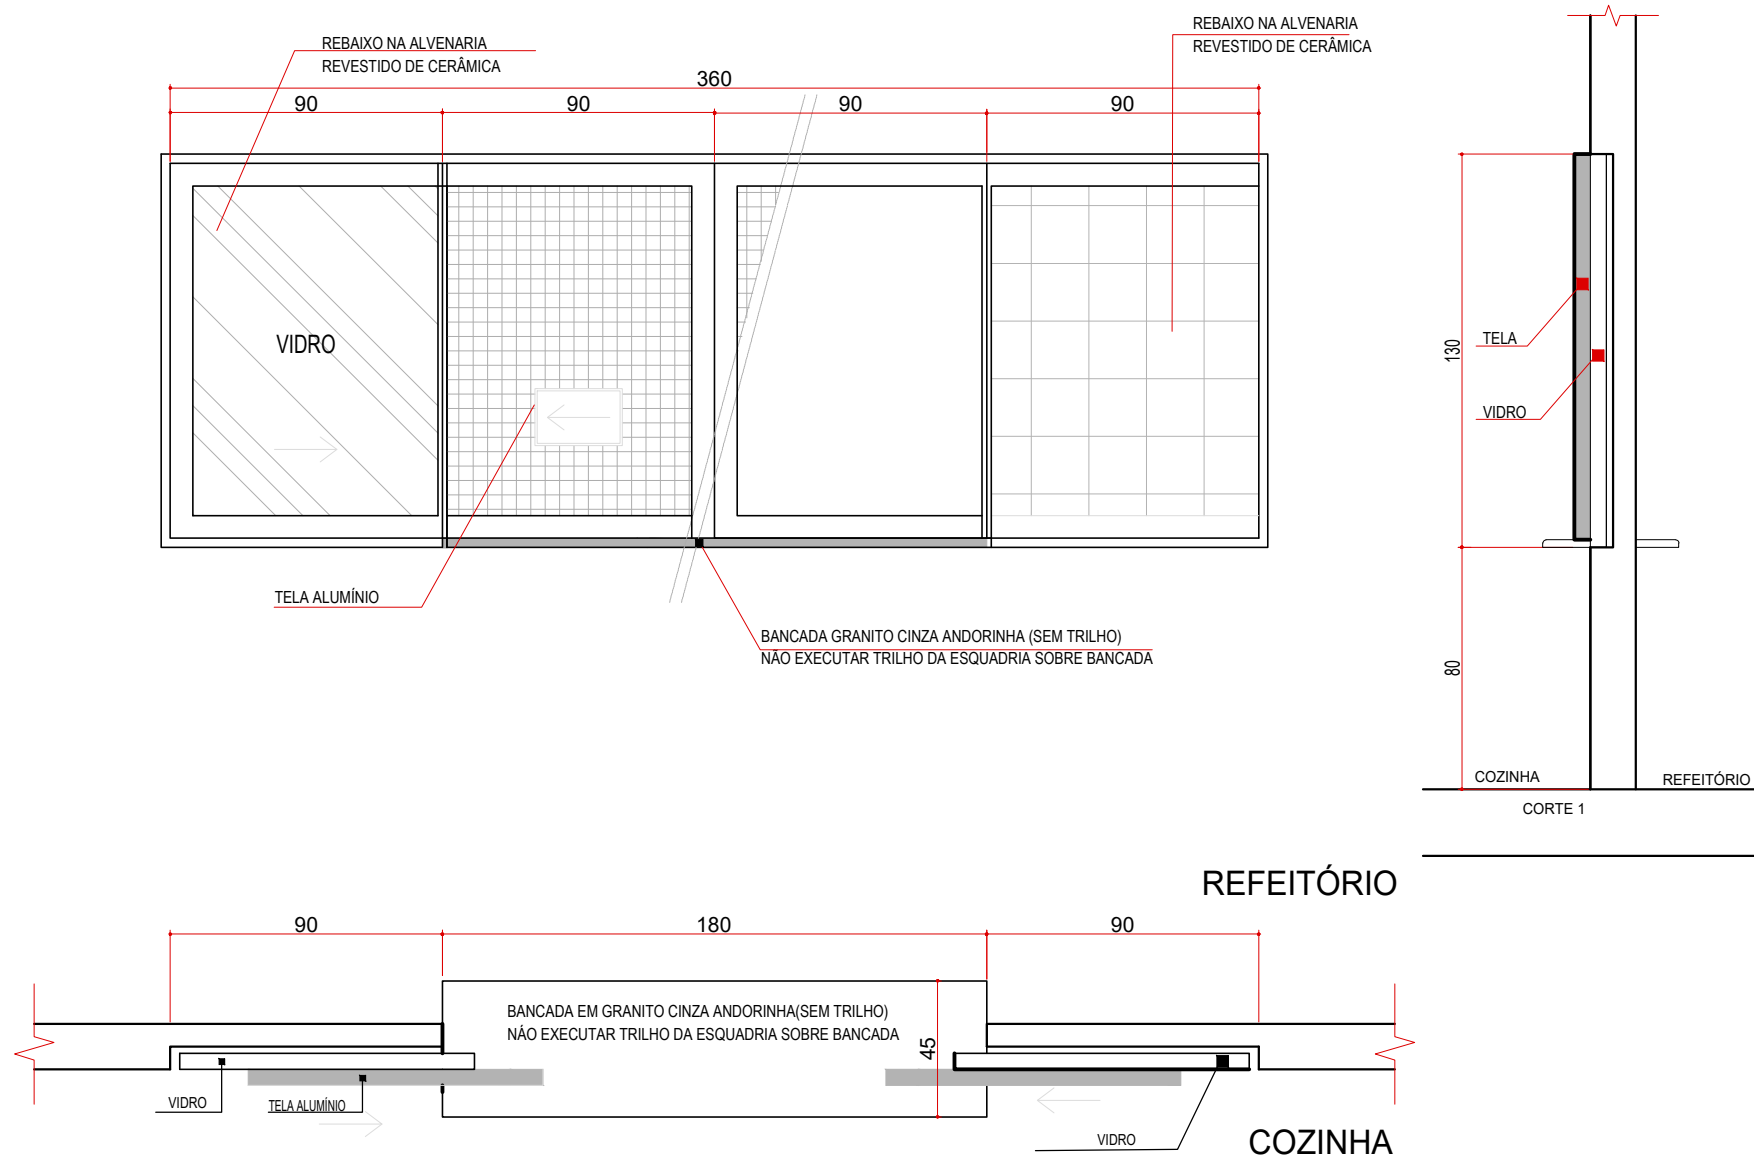 REBAIXO NA ALVENARIA
REVESTIDO DE CERÂMICA
REBAIXO NA ALVENARIA
REVESTIDO DE CERÂMICA
360
90
90
90
90
VIDRO
TELA ALUMÍNIO
BANCADA GRANITO CINZA ANDORINHA (SEM TRILHO)
NÃO EXECUTAR TRILHO DA ESQUADRIA SOBRE BANCADA
130
TELA
VIDRO
80
COZINHA
REFEITÓRIO
CORTE 1
REFEITÓRIO
90
180
90
BANCADA EM GRANITO CINZA ANDORINHA(SEM TRILHO)
NÁO EXECUTAR TRILHO DA ESQUADRIA SOBRE BANCADA
45
VIDRO
TELA ALUMÍNIO
VIDRO
COZINHA